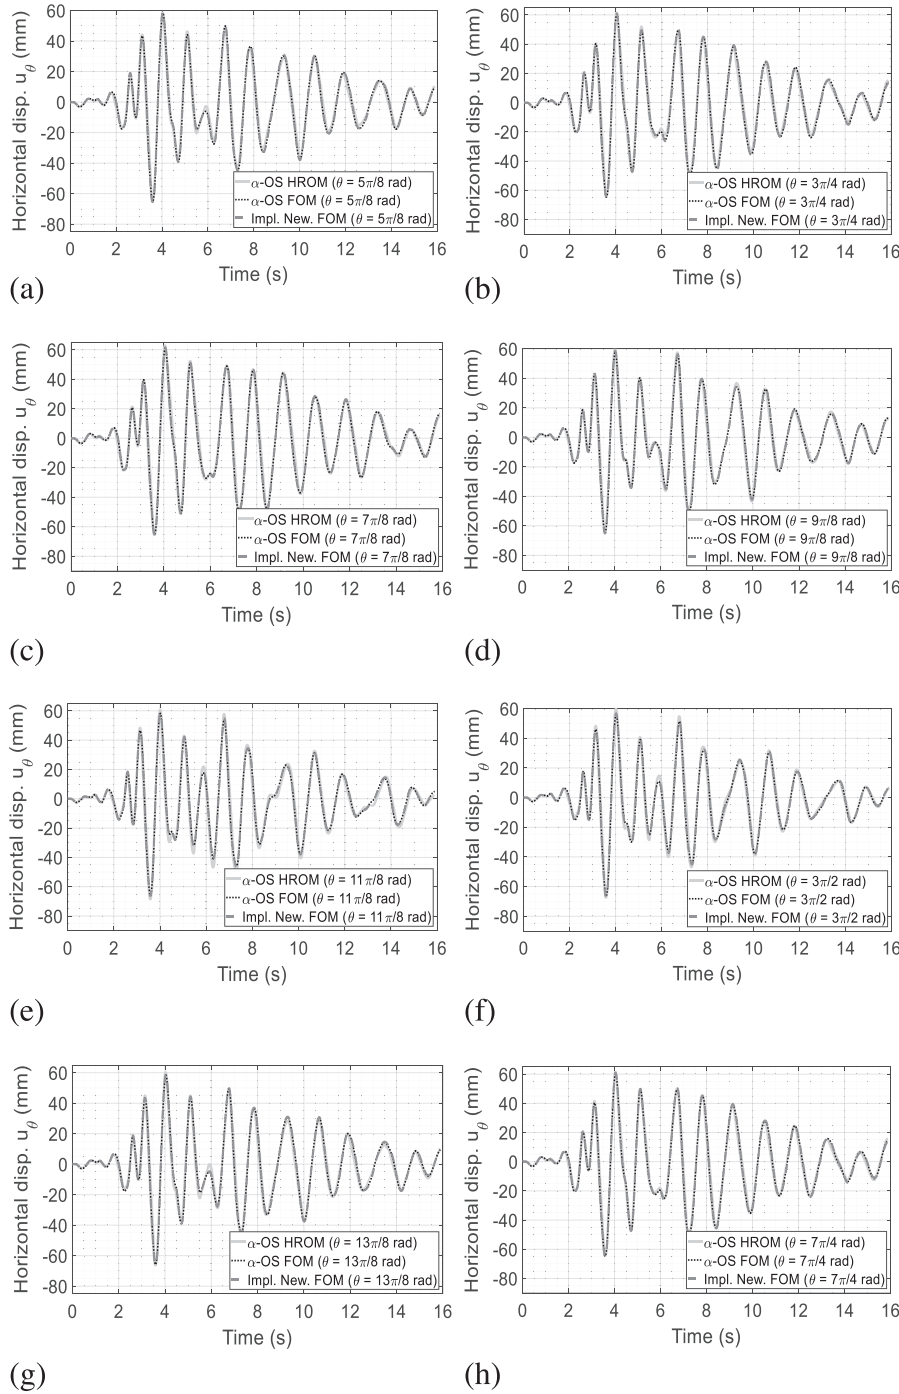 Horizontal disp. uθ (mm)
60
40
20
0
-20
-40
-60
-80
α-OS HROM (θ = 5π/8 rad)
α-OS FOM (θ = 5π/8 rad)
Impl. New. FOM (θ = 5π/8 rad)
0 2 4 6 8 10 12 14 16
Time (s)
(a)
Horizontal disp. uθ (mm)
60
40
20
0
-20
-40
-60
-80
α-OS HROM (θ = 3π/4 rad)
α-OS FOM (θ = 3π/4 rad)
Impl. New. FOM (θ = 3π/4 rad)
0 2 4 6 8 10 12 14 16
Time (s)
(b)
Horizontal disp. uθ (mm)
60
40
20
0
-20
-40
-60
-80
α-OS HROM (θ = 7π/8 rad)
α-OS FOM (θ = 7π/8 rad)
Impl. New. FOM (θ = 7π/8 rad)
0 2 4 6 8 10 12 14 16
Time (s)
(c)
Horizontal disp. uθ (mm)
60
40
20
0
-20
-40
-60
-80
α-OS HROM (θ = 9π/8 rad)
α-OS FOM (θ = 9π/8 rad)
Impl. New. FOM (θ = 9π/8 rad)
0 2 4 6 8 10 12 14 16
Time (s)
(d)
Horizontal disp. uθ (mm)
60
40
20
0
-20
-40
-60
-80
α-OS HROM (θ = 11π/8 rad)
α-OS FOM (θ = 11π/8 rad)
Impl. New. FOM (θ = 11π/8 rad)
0 2 4 6 8 10 12 14 16
Time (s)
(e)
Horizontal disp. uθ (mm)
60
40
20
0
-20
-40
-60
-80
α-OS HROM (θ = 3π/2 rad)
α-OS FOM (θ = 3π/2 rad)
Impl. New. FOM (θ = 3π/2 rad)
0 2 4 6 8 10 12 14 16
Time (s)
(f)
Horizontal disp. uθ (mm)
60
40
20
0
-20
-40
-60
-80
α-OS HROM (θ = 13π/8 rad)
α-OS FOM (θ = 13π/8 rad)
Impl. New. FOM (θ = 13π/8 rad)
0 2 4 6 8 10 12 14 16
Time (s)
(g)
Horizontal disp. uθ (mm)
60
40
20
0
-20
-40
-60
-80
α-OS HROM (θ = 7π/4 rad)
α-OS FOM (θ = 7π/4 rad)
Impl. New. FOM (θ = 7π/4 rad)
0 2 4 6 8 10 12 14 16
Time (s)
(h)